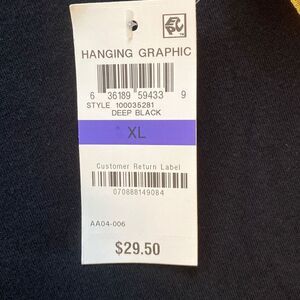 HANGING GRAPHIC
6 36189 59433 9
STYLE 100035281
DEEP BLACK
XL
Customer Return Label
070888149084
AA04-006
$29.50